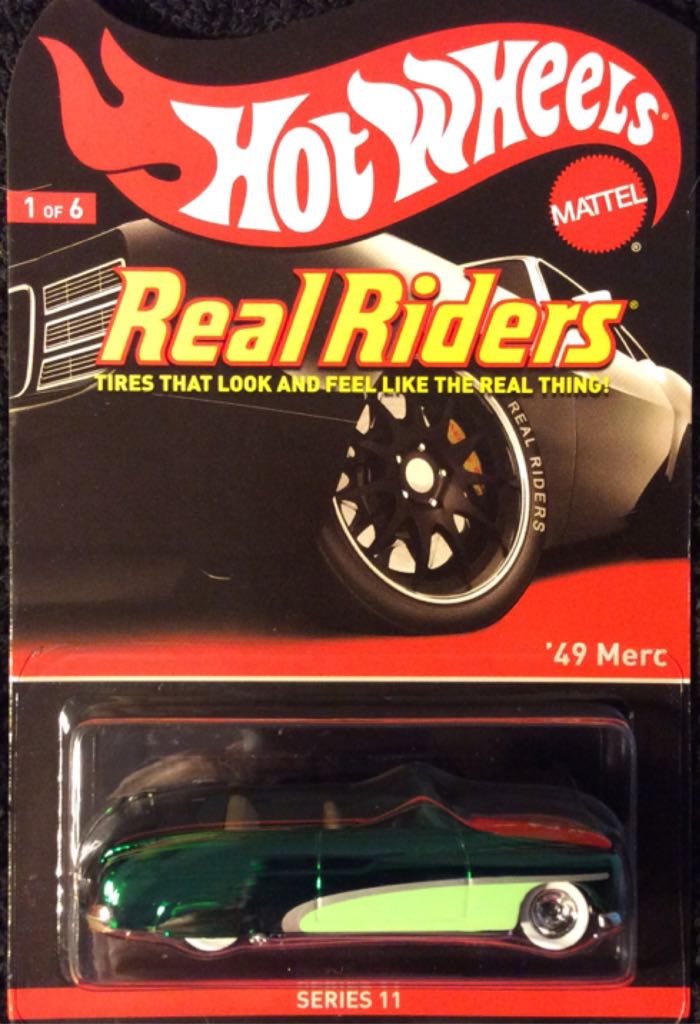 HOT WHEELS®
1 OF 6
MATTEL
®
Real Riders®
TIRES THAT LOOK AND FEEL LIKE THE REAL THING!
REAL RIDERS
'49 Merc
SERIES 11